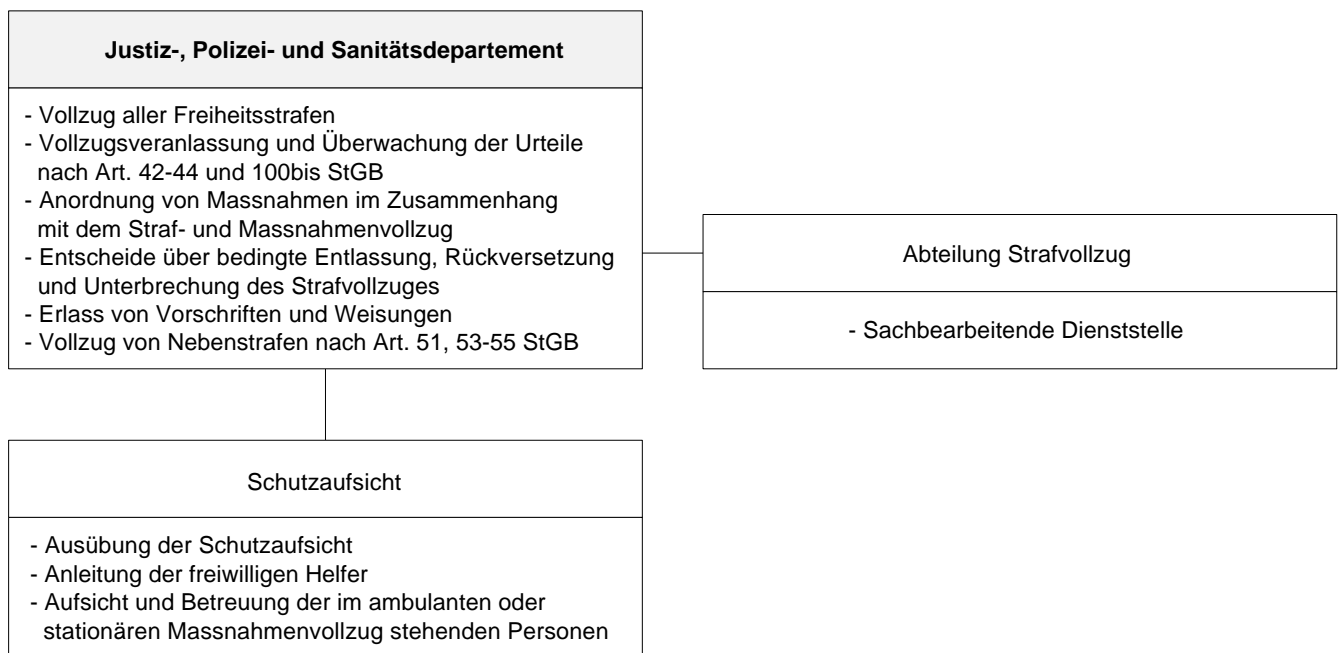 Justiz-, Polizei- und Sanitätsdepartement
- Vollzug aller Freiheitsstrafen
- Vollzugsveranlassung und Überwachung der Urteile
nach Art. 42-44 und 100bis StGB
- Anordnung von Massnahmen im Zusammenhang
mit dem Straf- und Massnahmenvollzug
- Entscheide über bedingte Entlassung, Rückversetzung
und Unterbrechung des Strafvollzuges
- Erlass von Vorschriften und Weisungen
- Vollzug von Nebenstrafen nach Art. 51, 53-55 StGB
Abteilung Strafvollzug
- Sachbearbeitende Dienststelle
Schutzaufsicht
- Ausübung der Schutzaufsicht
- Anleitung der freiwilligen Helfer
- Aufsicht und Betreuung der im ambulanten oder
stationären Massnahmenvollzug stehenden Personen